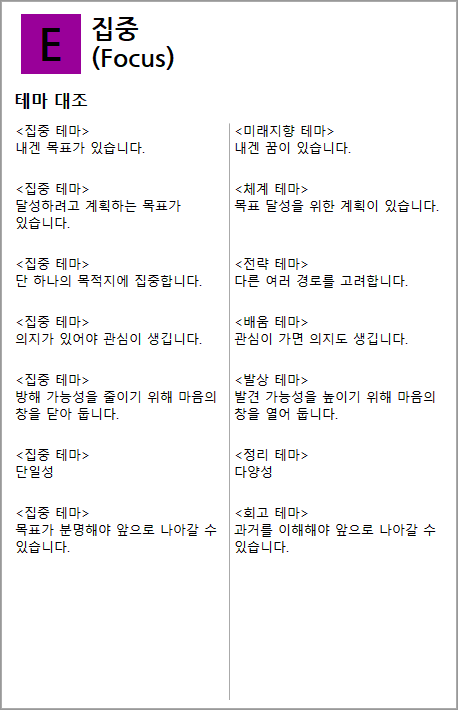 E
집중
(Focus)
테마 대조
<집중 테마>
내겐 목표가 있습니다.
<미래지향 테마>
내겐 꿈이 있습니다.
<집중 테마>
달성하려고 계획하는 목표가
있습니다.
<체계 테마>
목표 달성을 위한 계획이 있습니다.
<집중 테마>
단 하나의 목적지에 집중합니다.
<전략 테마>
다른 여러 경로를 고려합니다.
<집중 테마>
의지가 있어야 관심이 생깁니다.
<배움 테마>
관심이 가면 의지도 생깁니다.
<집중 테마>
방해 가능성을 줄이기 위해 마음의
창을 닫아 둡니다.
<발상 테마>
발견 가능성을 높이기 위해 마음의
창을 열어 둡니다.
<집중 테마>
단일성
<정리 테마>
다양성
<집중 테마>
목표가 분명해야 앞으로 나아갈 수
있습니다.
<회고 테마>
과거를 이해해야 앞으로 나아갈 수
있습니다.